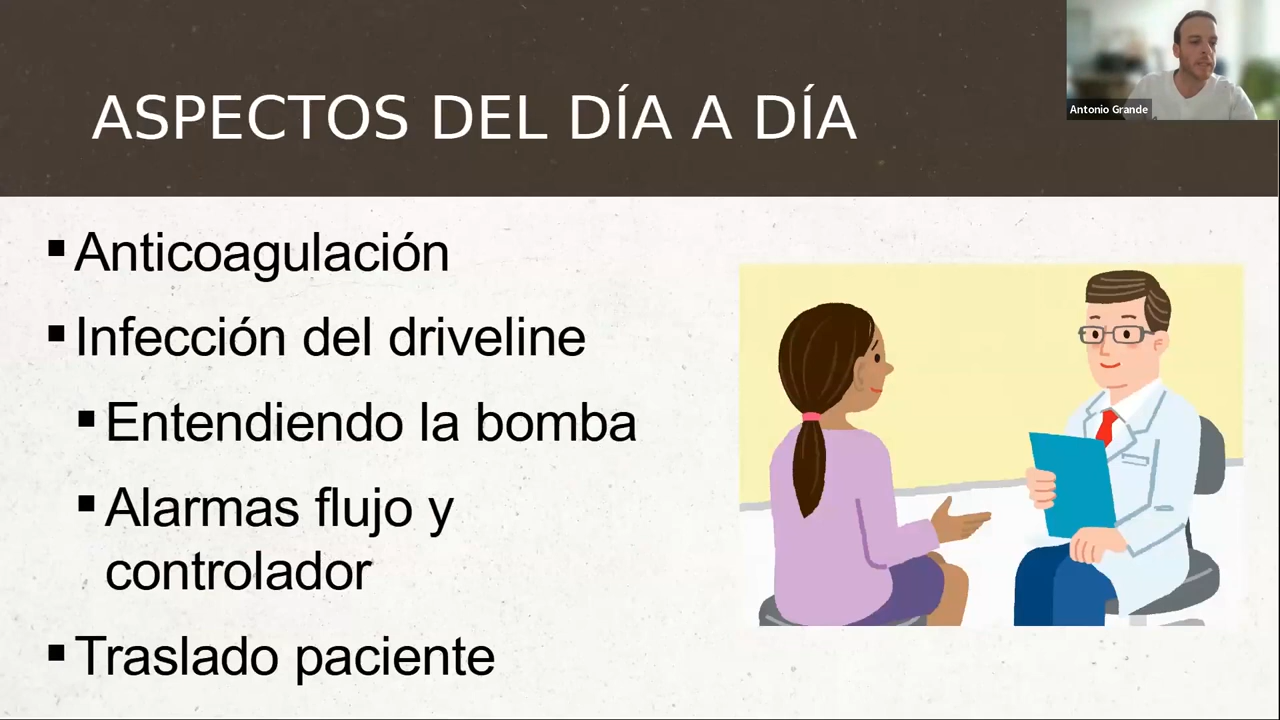 ASPECTOS DEL DÍA A DÍA
Antonio Grande
▪Anticoagulación
▪Infección del driveline
▪Entendiendo la bomba
▪Alarmas flujo y
controlador
▪Traslado paciente